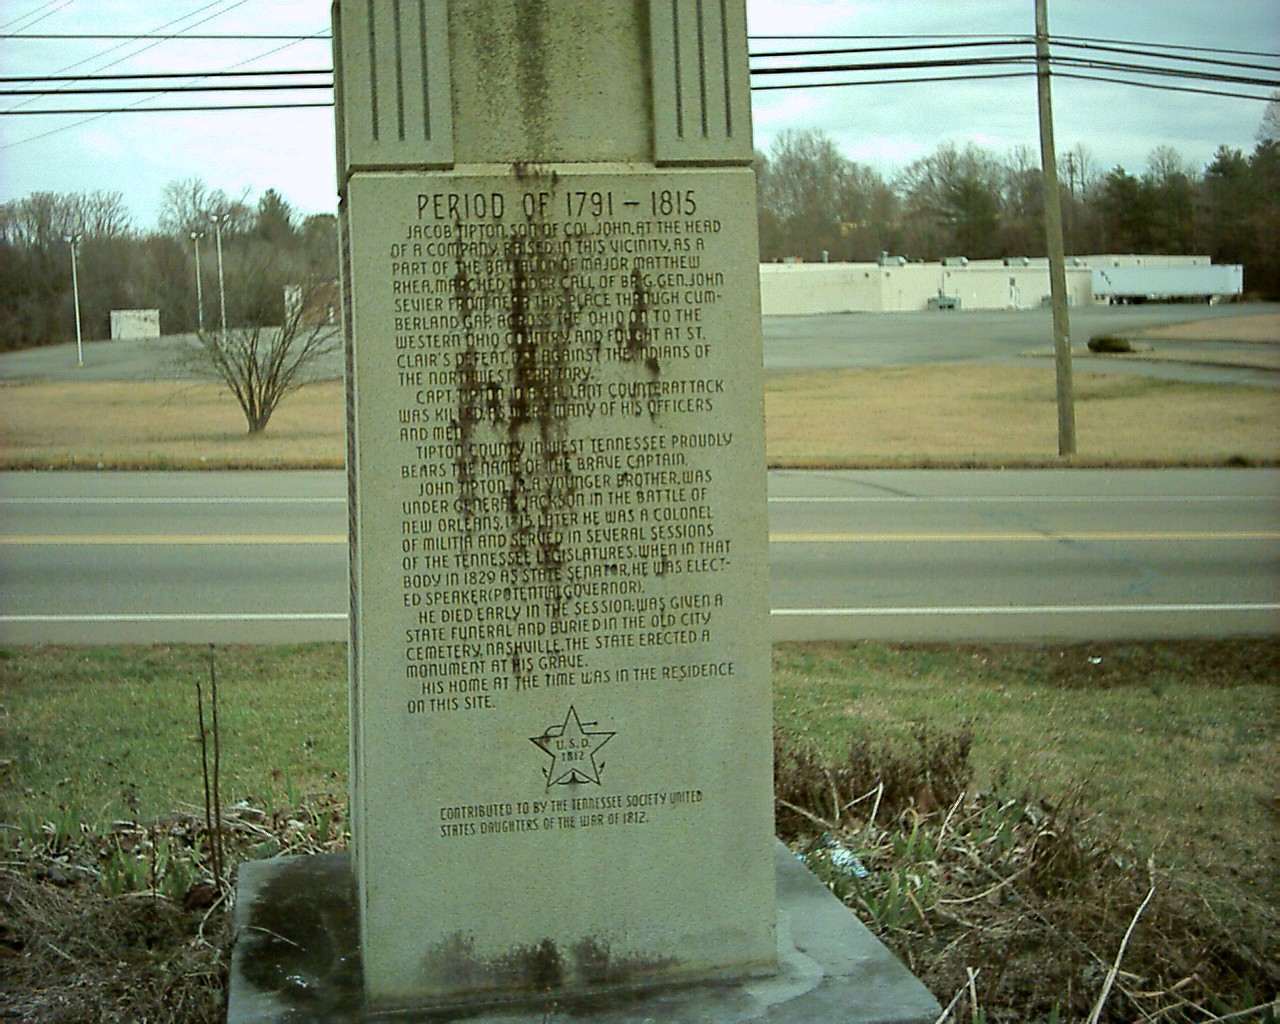 PERIOD OF 1791 – 1815
JACOB TIPTON, SON OF COL. JOHN, AT THE HEAD
OF A COMPANY, RAISED IN THIS VICINITY, AS A
PART OF THE BATTALION OF MAJOR MATTHEW
RHEA, MARCHED UNDER CALL OF BRIG. GEN. JOHN
SEVIER FROM NEAR THIS PLACE THROUGH CUM-
BERLAND GAP, ACROSS THE OHIO ON TO THE
WESTERN OHIO COUNTRY, AND FOUGHT AT ST.
CLAIR'S DEFEAT, AGAINST THE INDIANS OF
THE NORTHWEST TERRITORY.
CAPT. TIPTON IN A GALLANT COUNTERATTACK
WAS KILLED, AS WERE MANY OF HIS OFFICERS
AND MEN.
TIPTON COUNTY IN WEST TENNESSEE PROUDLY
BEARS THE NAME OF THE BRAVE CAPTAIN.
JOHN TIPTON, JR. A YOUNGER BROTHER, WAS
UNDER GENERAL JACKSON IN THE BATTLE OF
NEW ORLEANS, 1815, LATER HE WAS A COLONEL
OF MILITIA AND SERVED IN SEVERAL SESSIONS
OF THE TENNESSEE LEGISLATURES. WHEN IN THAT
BODY IN 1829 AS STATE SENATOR, HE WAS ELECT-
ED SPEAKER (POTENTIAL GOVERNOR).
HE DIED EARLY IN THE SESSION; WAS GIVEN A
STATE FUNERAL AND BURIED IN THE OLD CITY
CEMETERY, NASHVILLE. THE STATE ERECTED A
MONUMENT AT HIS GRAVE.
HIS HOME AT THE TIME WAS IN THE RESIDENCE
ON THIS SITE.
U.S.D.
1812
CONTRIBUTED TO BY THE TENNESSEE SOCIETY UNITED
STATES DAUGHTERS OF THE WAR OF 1812.